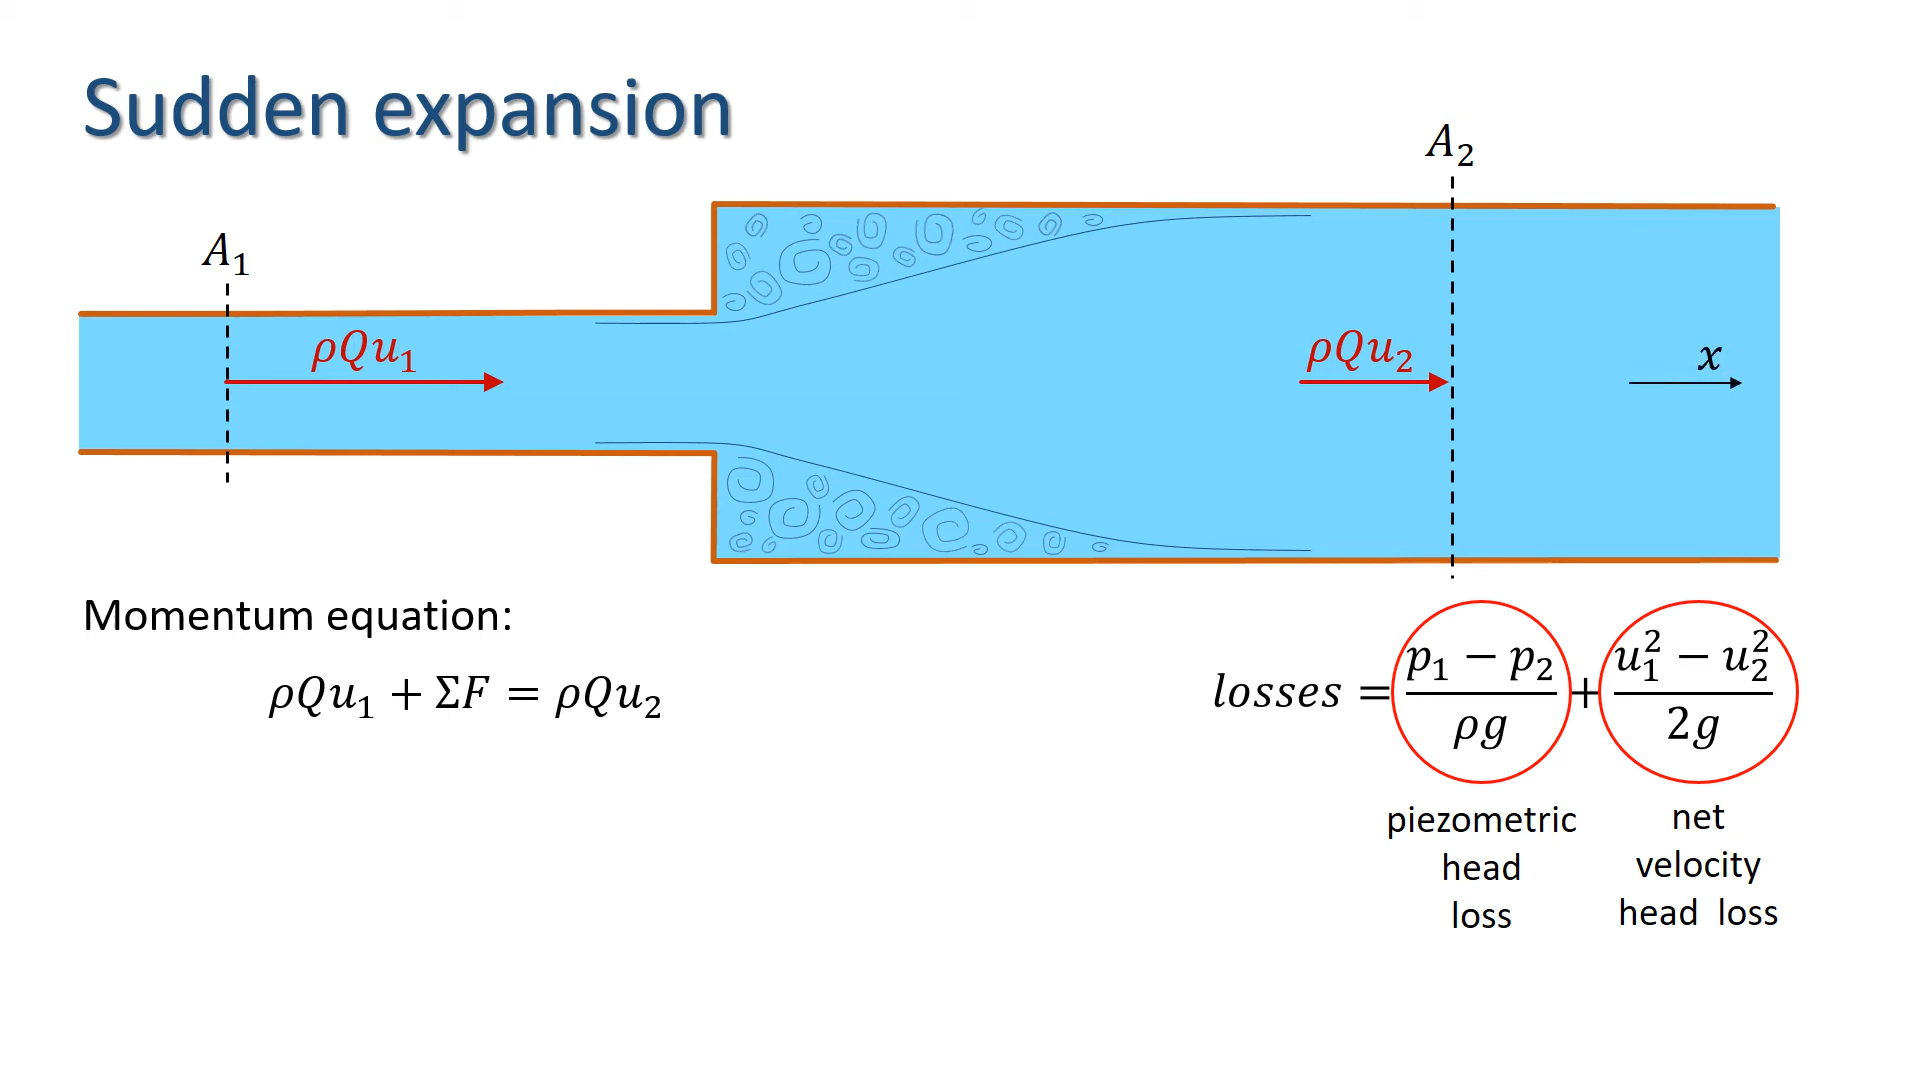 Sudden expansion
A₂
A₁
ρQu₁
ρQu₂
x
Momentum equation:
ρQu₁ + ΣF = ρQu₂
losses = (p₁ − p₂)/(ρg) + (u₁² − u₂²)/(2g)
piezometric
head
loss
net
velocity
head loss